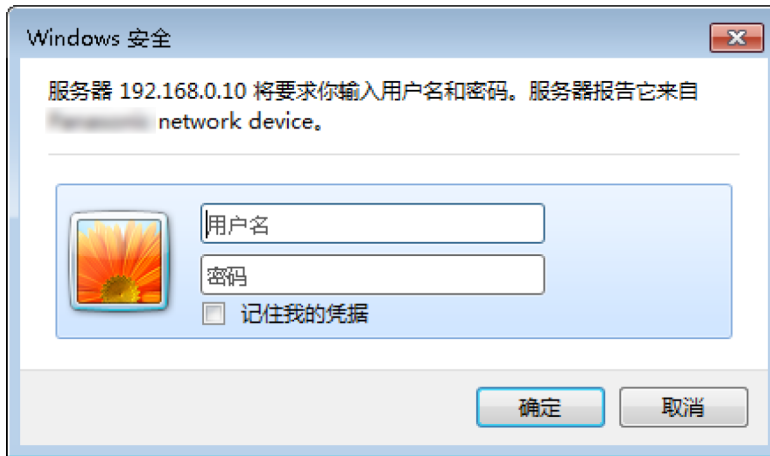 Windows 安全
服务器 192.168.0.10 将要求你输入用户名和密码。服务器报告它来自
network device。
用户名
密码
记住我的凭据
确定
取消